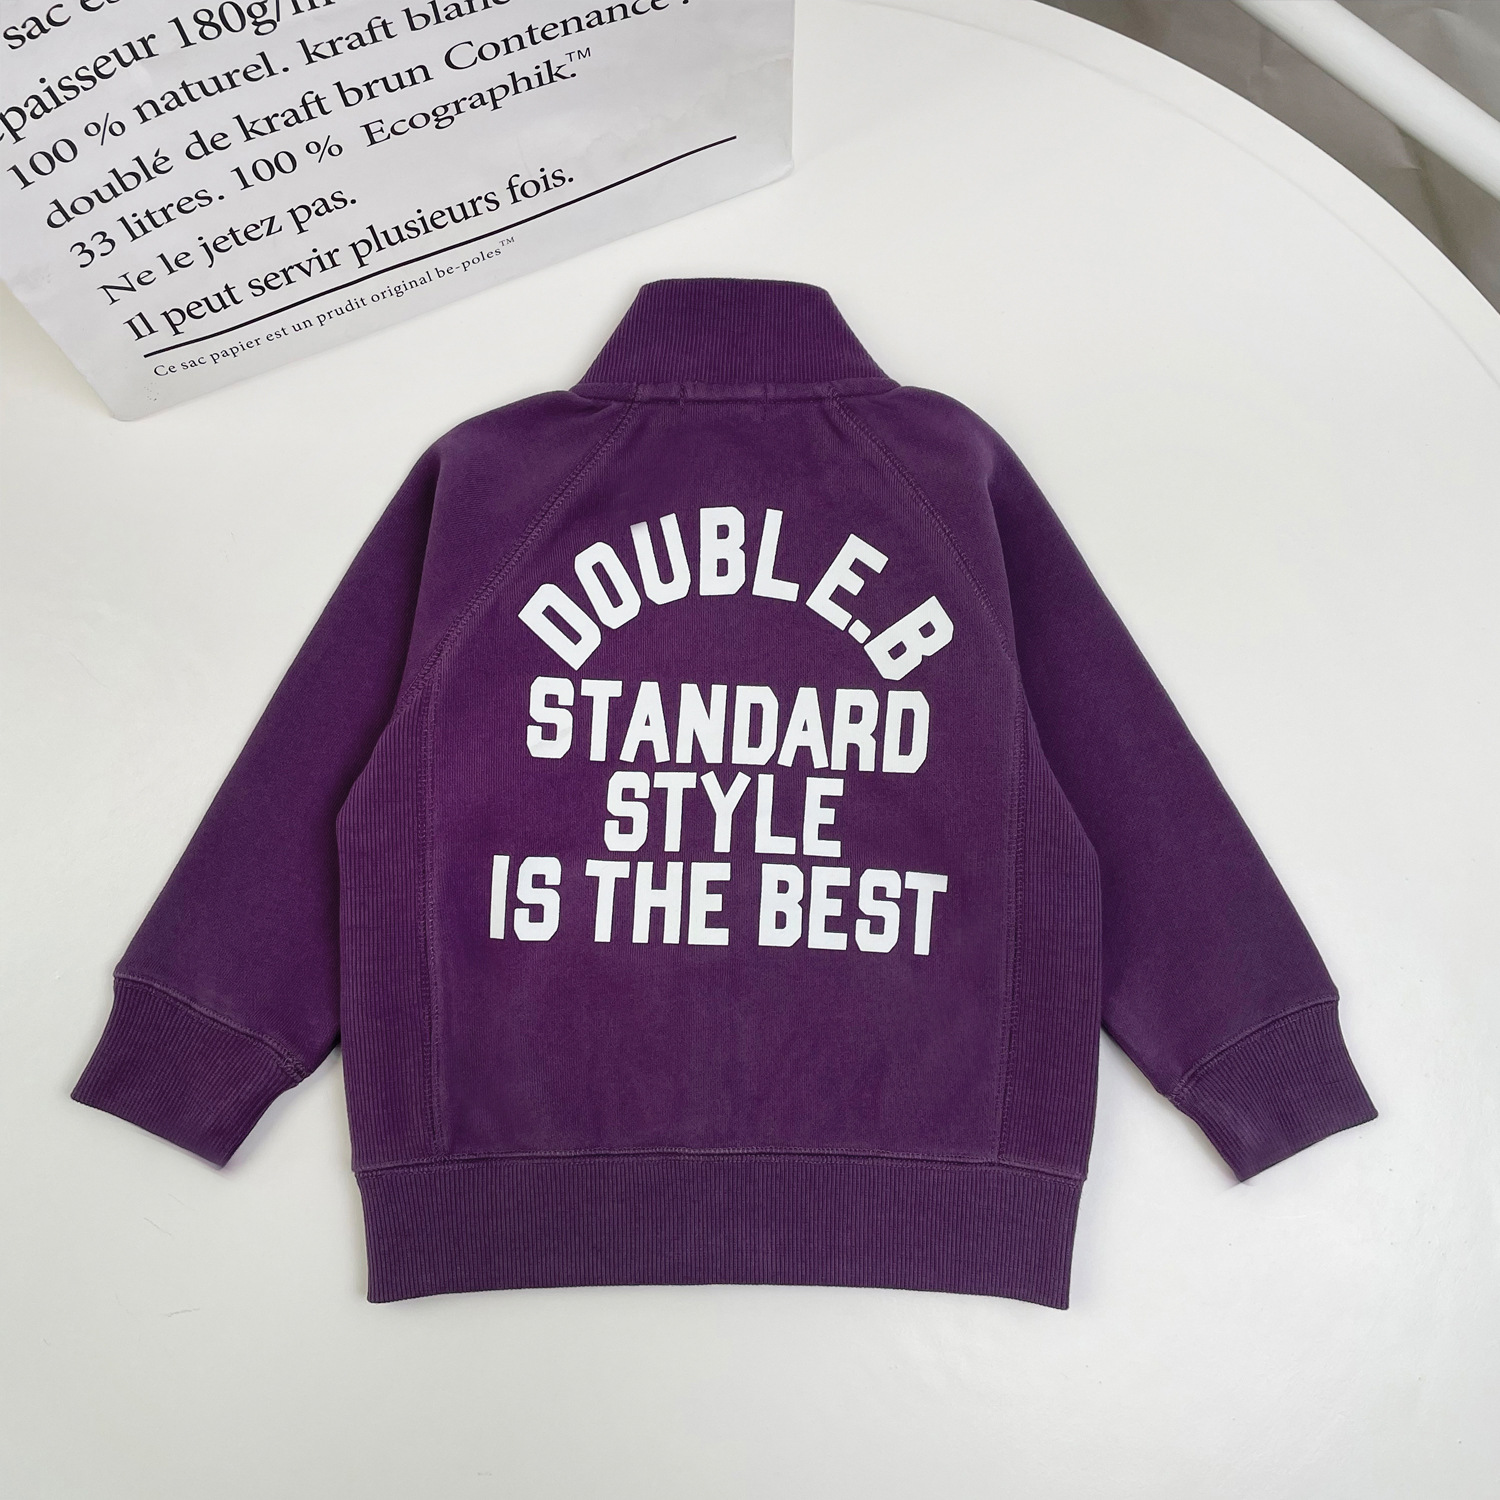 sac
paisseur 180g/m
100 % naturel. kraft blanc
doublé de kraft brun Contenance :
33 litres. 100 % Ecographik.™
Ne le jetez pas.
Il peut servir plusieurs fois.
Ce sac papier est un prudit original be-poles™
DOUBLE.B
STANDARD
STYLE
IS THE BEST